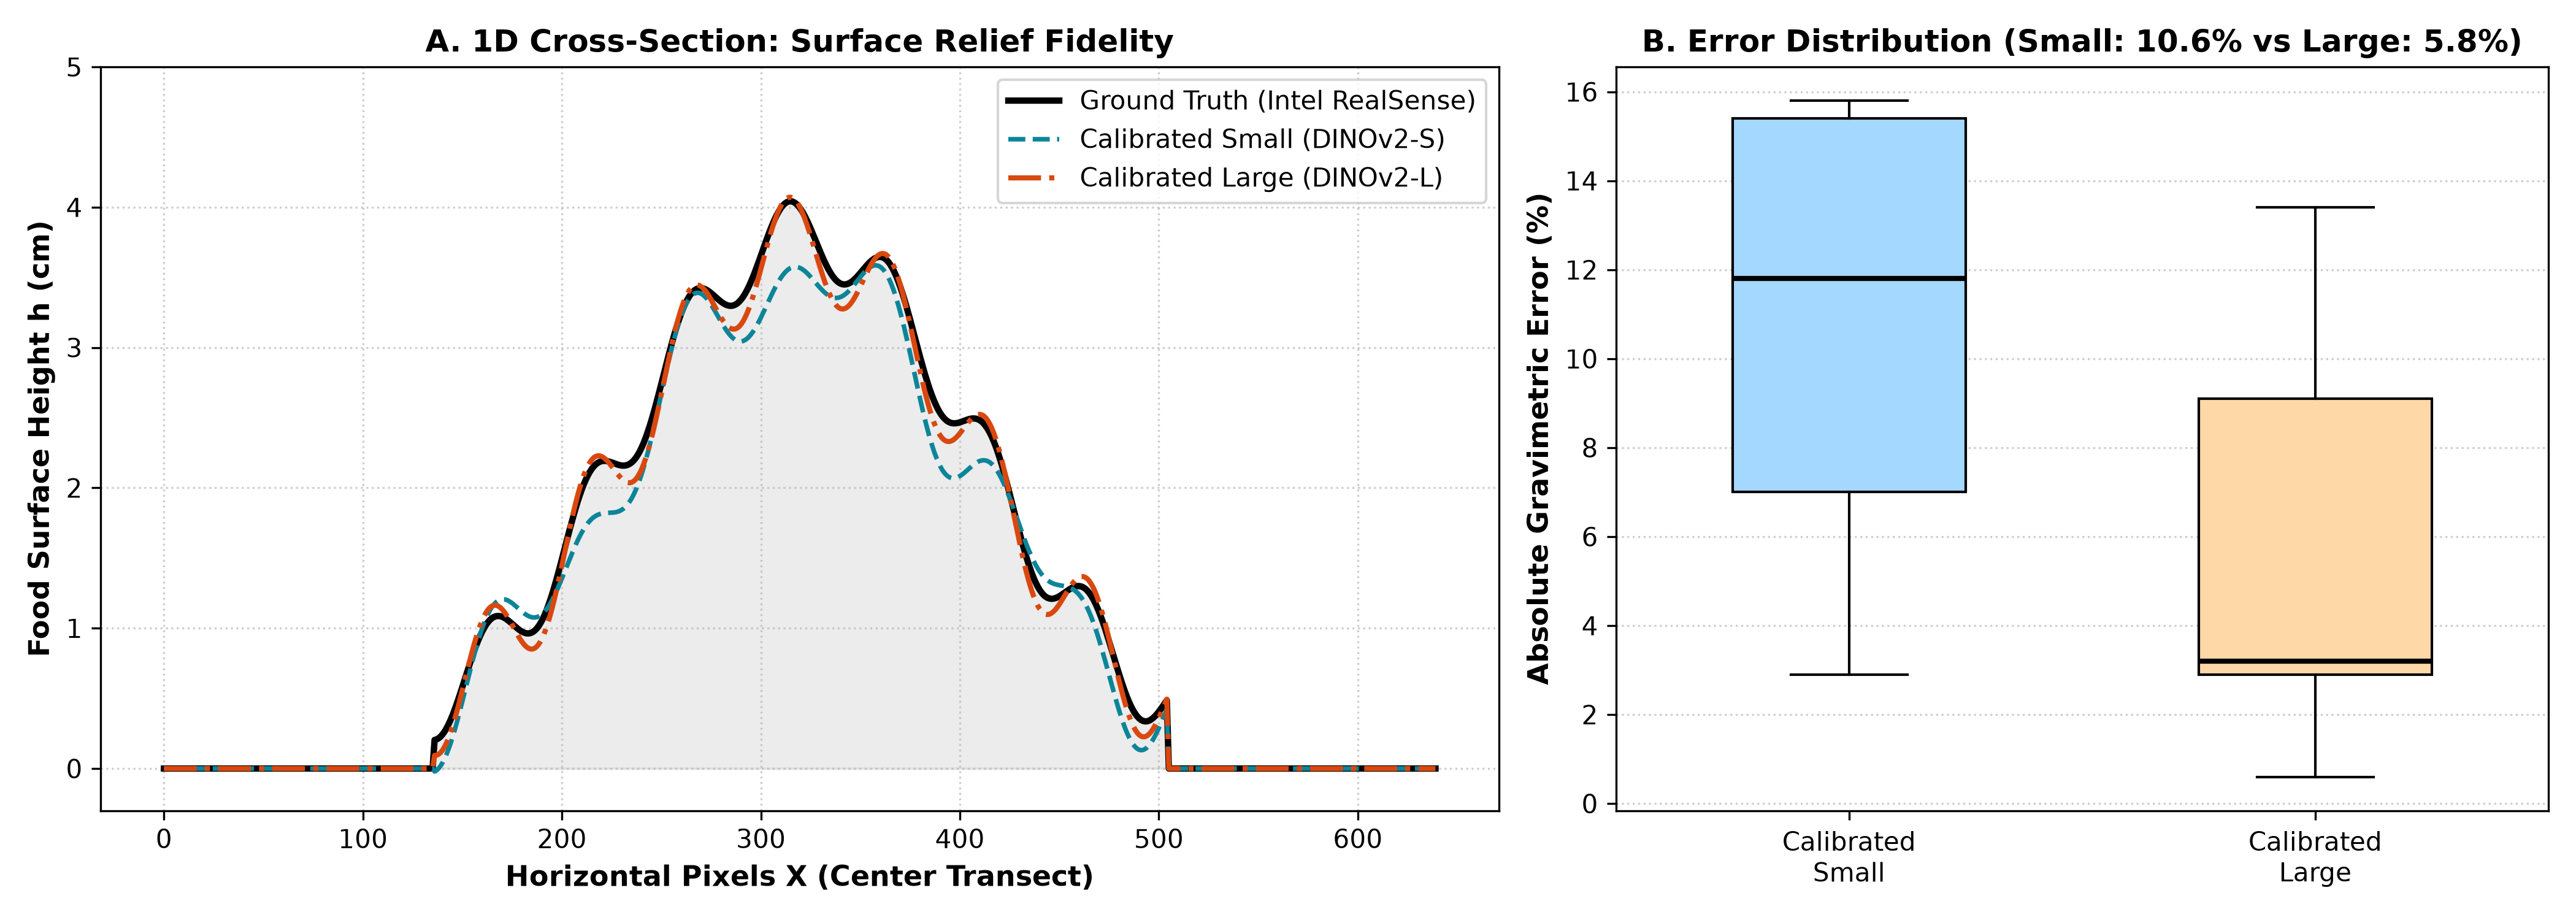 A. 1D Cross-Section: Surface Relief Fidelity
5
4
3
2
1
0
Food Surface Height h (cm)
Ground Truth (Intel RealSense)
Calibrated Small (DINOv2-S)
Calibrated Large (DINOv2-L)
0 100 200 300 400 500 600
Horizontal Pixels X (Center Transect)
B. Error Distribution (Small: 10.6% vs Large: 5.8%)
16
14
12
10
8
6
4
2
0
Absolute Gravimetric Error (%)
Calibrated
Small
Calibrated
Large